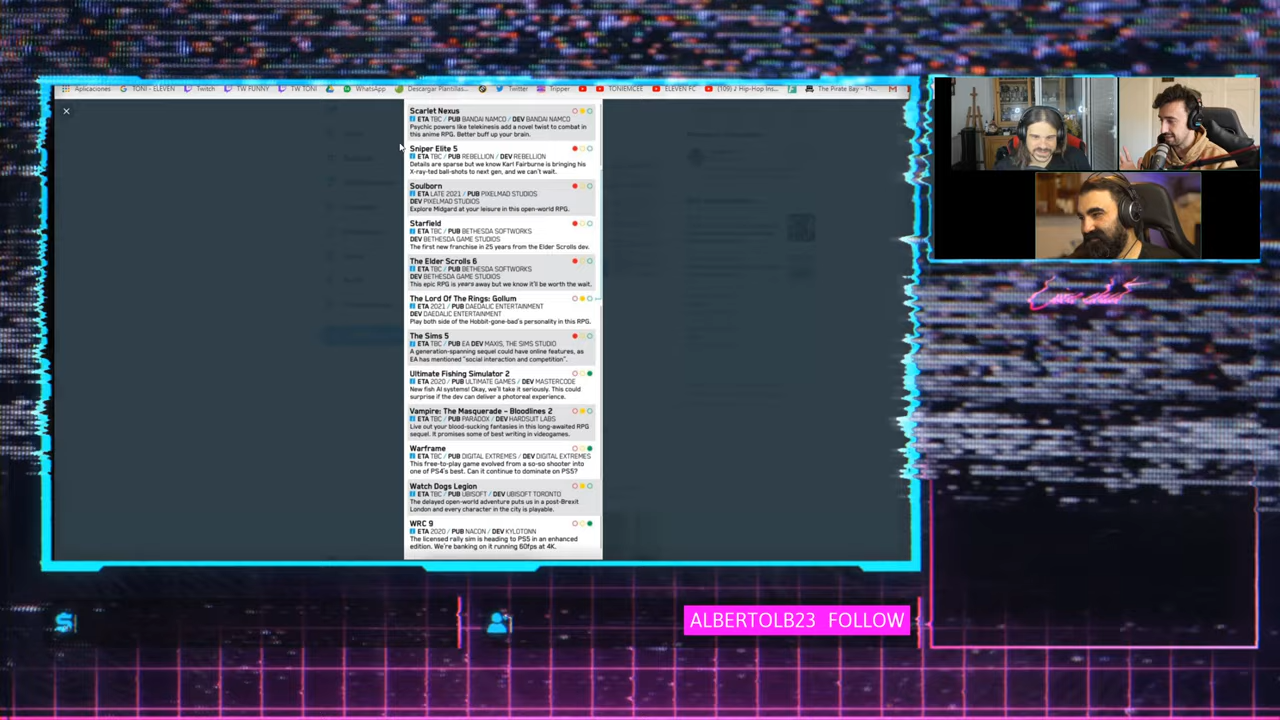 Aplicaciones TONI - ELEVEN Twitch TW FUNNY TW TONI WhatsApp Descargar Plantillas... Twitter Tripper TONIEMCEE ELEVEN FC (109) ♪ Hip-Hop Ins... The Pirate Bay - Th...
Scarlet Nexus
ETA TBC / PUB BANDAI NAMCO / DEV BANDAI NAMCO
Psychic powers like telekinesis add a novel twist to combat in
this anime RPG. Better buff up your brain.
Sniper Elite 5
ETA TBC / PUB REBELLION / DEV REBELLION
Details are sparse but we know Karl Fairburne is bringing his
X-ray-ted ball-shots to next gen, and we can't wait.
Soulborn
ETA LATE 2021 / PUB PIXELMAD STUDIOS
DEV PIXELMAD STUDIOS
Explore Midgard at your leisure in this open-world RPG.
Starfield
ETA TBC / PUB BETHESDA SOFTWORKS
DEV BETHESDA GAME STUDIOS
The first new franchise in 25 years from the Elder Scrolls dev.
The Elder Scrolls 6
ETA TBC / PUB BETHESDA SOFTWORKS
DEV BETHESDA GAME STUDIOS
This epic RPG is years away but we know it'll be worth the wait.
The Lord Of The Rings: Gollum
ETA 2021 / PUB DAEDALIC ENTERTAINMENT
DEV DAEDALIC ENTERTAINMENT
Play both side of the Hobbit-gone-bad's personality in this RPG.
The Sims 5
ETA TBC / PUB EA DEV MAXIS, THE SIMS STUDIO
A generation-spanning sequel could have online features, as
EA has mentioned "social interaction and competition".
Ultimate Fishing Simulator 2
ETA 2020 / PUB ULTIMATE GAMES / DEV MASTERCODE
New fish AI systems! Okay, we'll take it seriously. This could
surprise if the dev can deliver a photoreal experience.
Vampire: The Masquerade – Bloodlines 2
ETA TBC / PUB PARADOX / DEV HARDSUIT LABS
Live out your blood-sucking fantasies in this long-awaited RPG
sequel. It promises some of best writing in videogames.
Warframe
ETA TBC / PUB DIGITAL EXTREMES / DEV DIGITAL EXTREMES
This free-to-play game evolved from a so-so shooter into
one of PS4's best. Can it continue to dominate on PS5?
Watch Dogs Legion
ETA TBC / PUB UBISOFT / DEV UBISOFT TORONTO
The delayed open-world adventure puts us in a post-Brexit
London and every character in the city is playable.
WRC 9
ETA 2020 / PUB NACON / DEV KYLOTONN
The licensed rally sim is heading to PS5 in an enhanced
edition. We're banking on it running 60fps at 4K.
ALBERTOLB23 FOLLOW